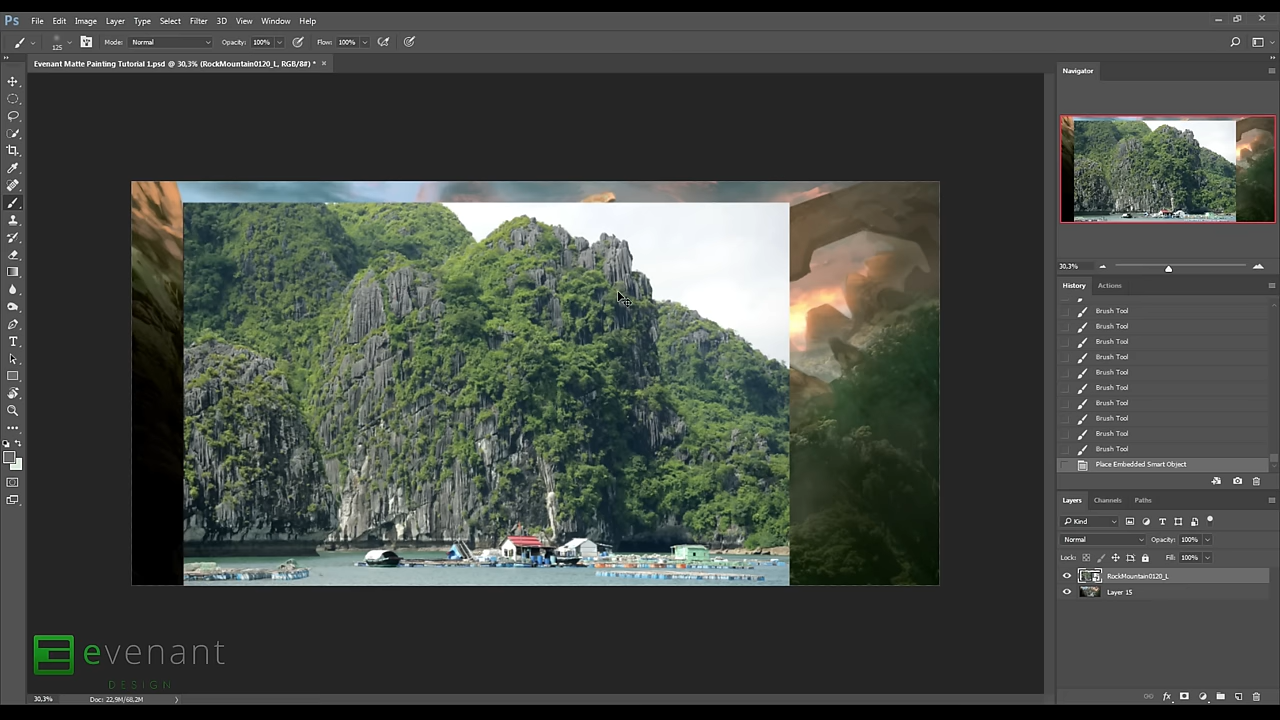 Ps File Edit Image Layer Type Select Filter 3D View Window Help
125 Mode: Normal Opacity: 100% Flow: 100%
Evenant Matte Painting Tutorial 1.psd @ 30,3% (RockMountain0120_L, RGB/8#) * ×
Navigator
30,3%
History Actions
Brush Tool
Brush Tool
Brush Tool
Brush Tool
Brush Tool
Brush Tool
Brush Tool
Brush Tool
Brush Tool
Brush Tool
Place Embedded Smart Object
Layers Channels Paths
Kind
Normal Opacity: 100%
Lock: Fill: 100%
RockMountain0120_L
Layer 15
fx
evenant
DESIGN
30,3% Doc: 22,9M/68,2M